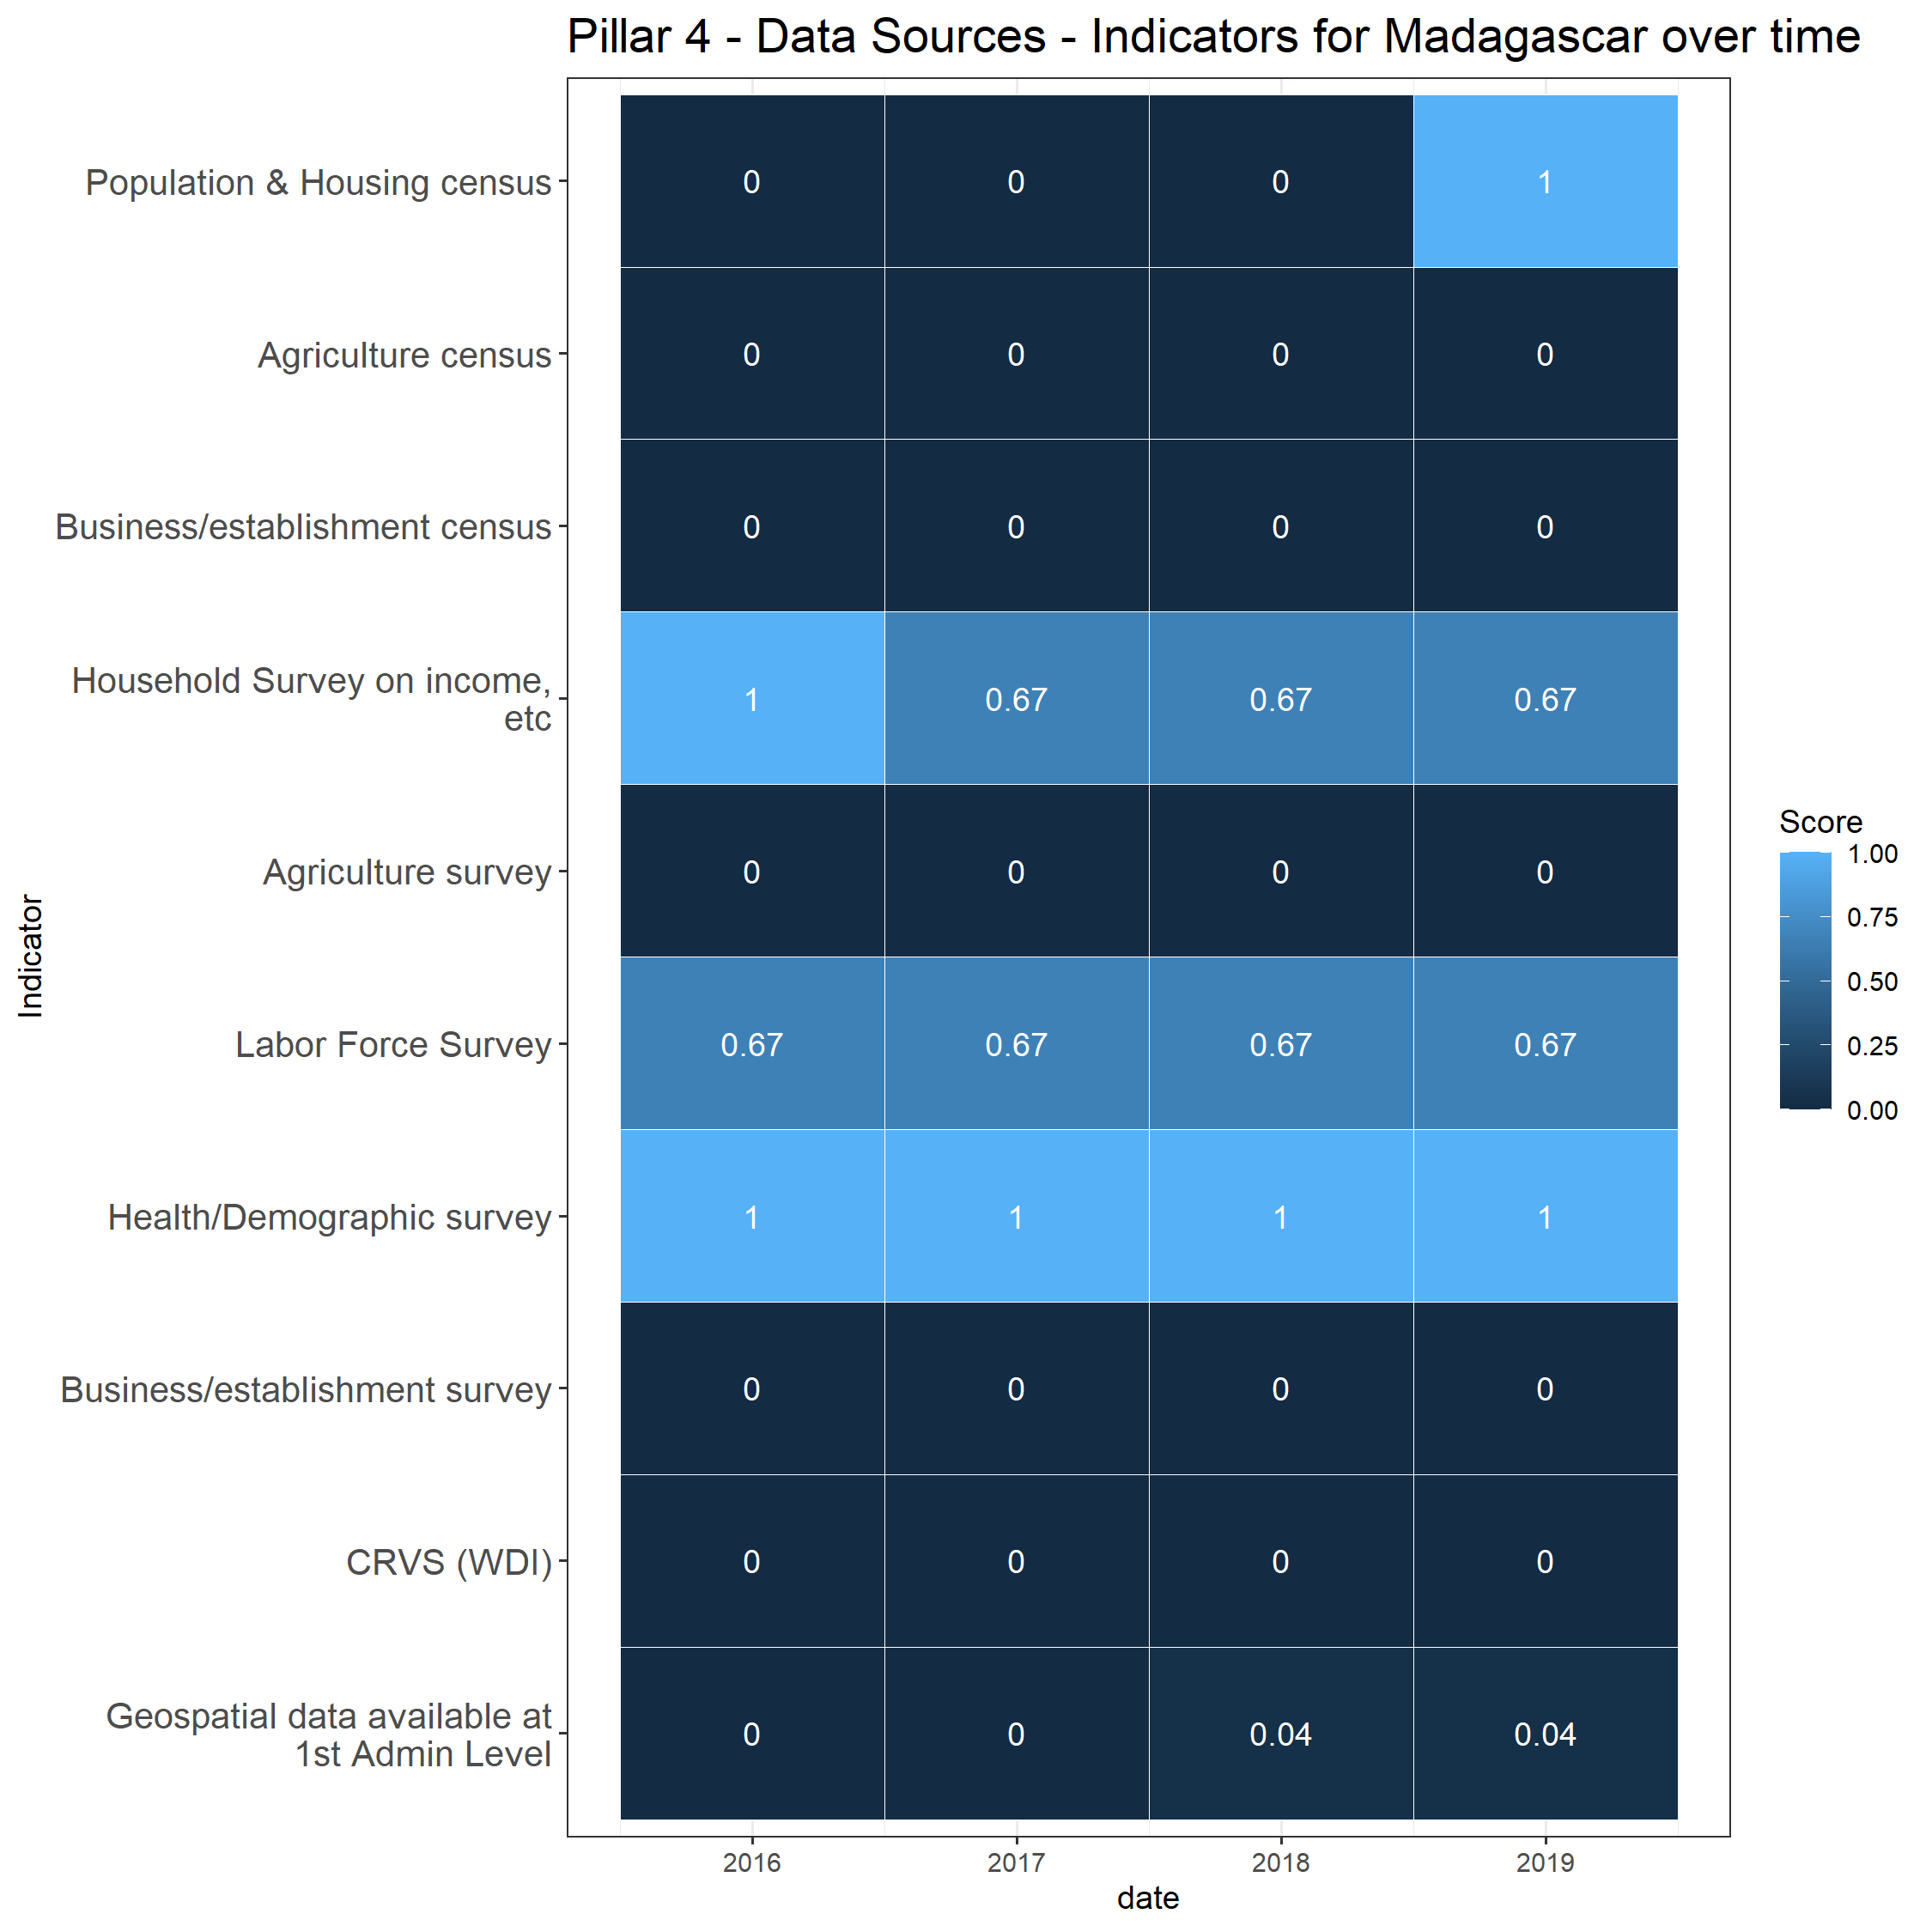 Pillar 4 - Data Sources - Indicators for Madagascar over time
Population & Housing census 0 0 0 1
Agriculture census 0 0 0 0
Business/establishment census 0 0 0 0
Household Survey on income,
etc
1 0.67 0.67 0.67
Agriculture survey 0 0 0 0
Labor Force Survey 0.67 0.67 0.67 0.67
Health/Demographic survey 1 1 1 1
Business/establishment survey 0 0 0 0
CRVS (WDI) 0 0 0 0
Geospatial data available at
1st Admin Level
0 0 0.04 0.04
2016 2017 2018 2019
date
Indicator
Score
1.00
0.75
0.50
0.25
0.00